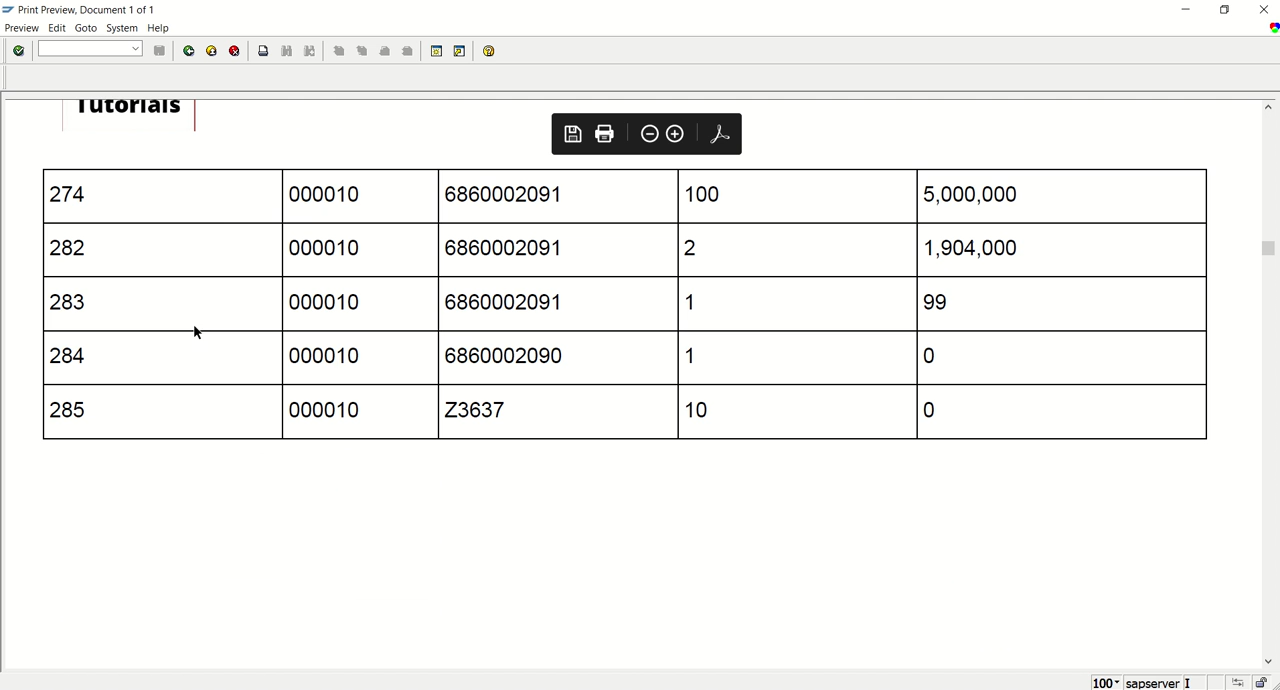 Print Preview, Document 1 of 1
Preview Edit Goto System Help
Tutorials
274 000010 6860002091 100 5,000,000
282 000010 6860002091 2 1,904,000
283 000010 6860002091 1 99
284 000010 6860002090 1 0
285 000010 Z3637 10 0
100 sapserver